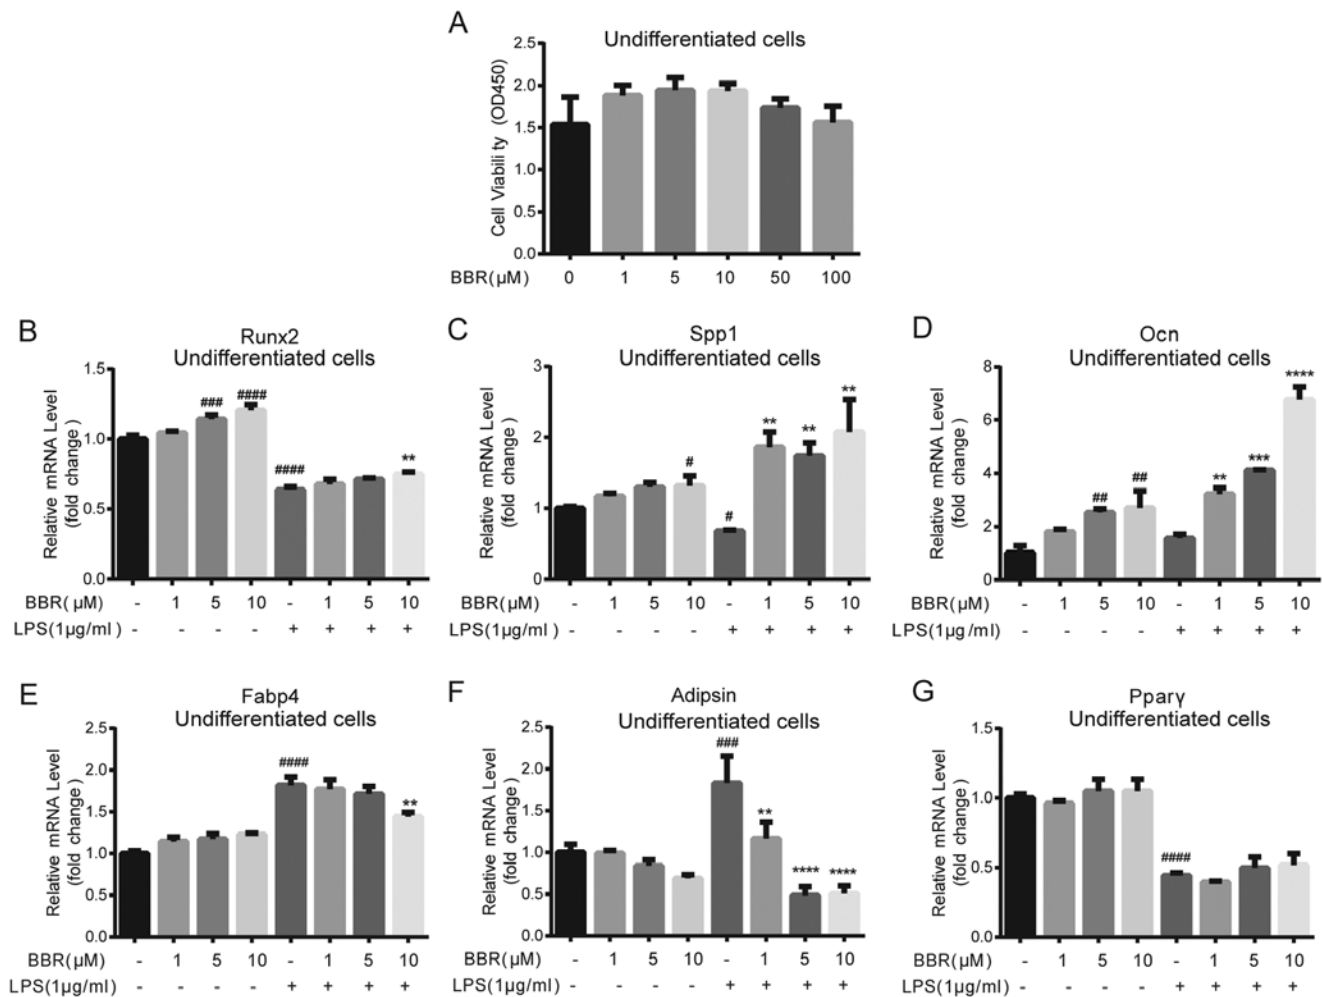 A
Undifferentiated cells
Cell Viability (OD450)
2.5
2.0
1.5
1.0
0.5
0.0
BBR(μM) 0 1 5 10 50 100
B
Runx2
Undifferentiated cells
Relative mRNA Level
(fold change )
1.5
1.0
0.5
0.0
### #### #### **
BBR( μM) - 1 5 10 - 1 5 10
LPS(1μg/ml ) - - - - + + + +
C
Spp1
Undifferentiated cells
Relative mRNA Level
(fold change )
3
2
1
0
# # ** ** **
BBR(μM) - 1 5 10 - 1 5 10
LPS(1μg/ml ) - - - - + + + +
D
Ocn
Undifferentiated cells
Relative mRNA Level
(fold change )
8
6
4
2
0
## ## ** *** ****
BBR(μM) - 1 5 10 - 1 5 10
LPS(1μg/ml ) - - - - + + + +
E
Fabp4
Undifferentiated cells
Relative mRNA Level
(fold change )
2.5
2.0
1.5
1.0
0.5
0.0
#### **
BBR(μM) - 1 5 10 - 1 5 10
LPS(1μg/ml ) - - - - + + + +
F
Adipsin
Undifferentiated cells
Relative mRNA Level
(fold change )
2.5
2.0
1.5
1.0
0.5
0.0
### ** **** ****
BBR(μM) - 1 5 10 - 1 5 10
LPS(1μg/ml ) - - - - + + + +
G
Pparγ
Undifferentiated cells
Relative mRNA Level
(fold change )
1.5
1.0
0.5
0.0
####
BBR(μM) - 1 5 10 - 1 5 10
LPS(1μg/ml ) - - - - + + + +